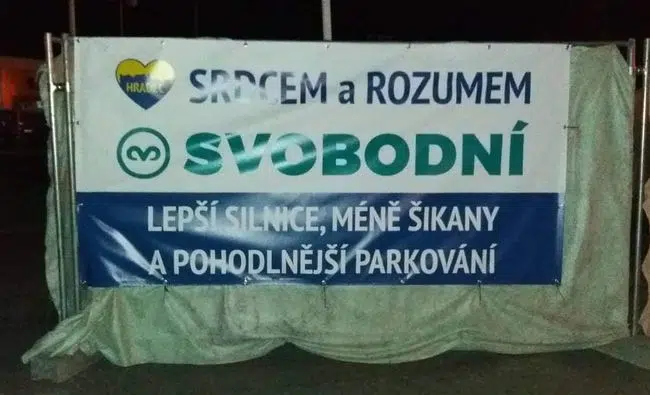 HRADEC
SRDCEM a ROZUMEM
SVOBODNÍ
LEPŠÍ SILNICE, MÉNĚ ŠIKANY
A POHODLNĚJŠÍ PARKOVÁNÍ